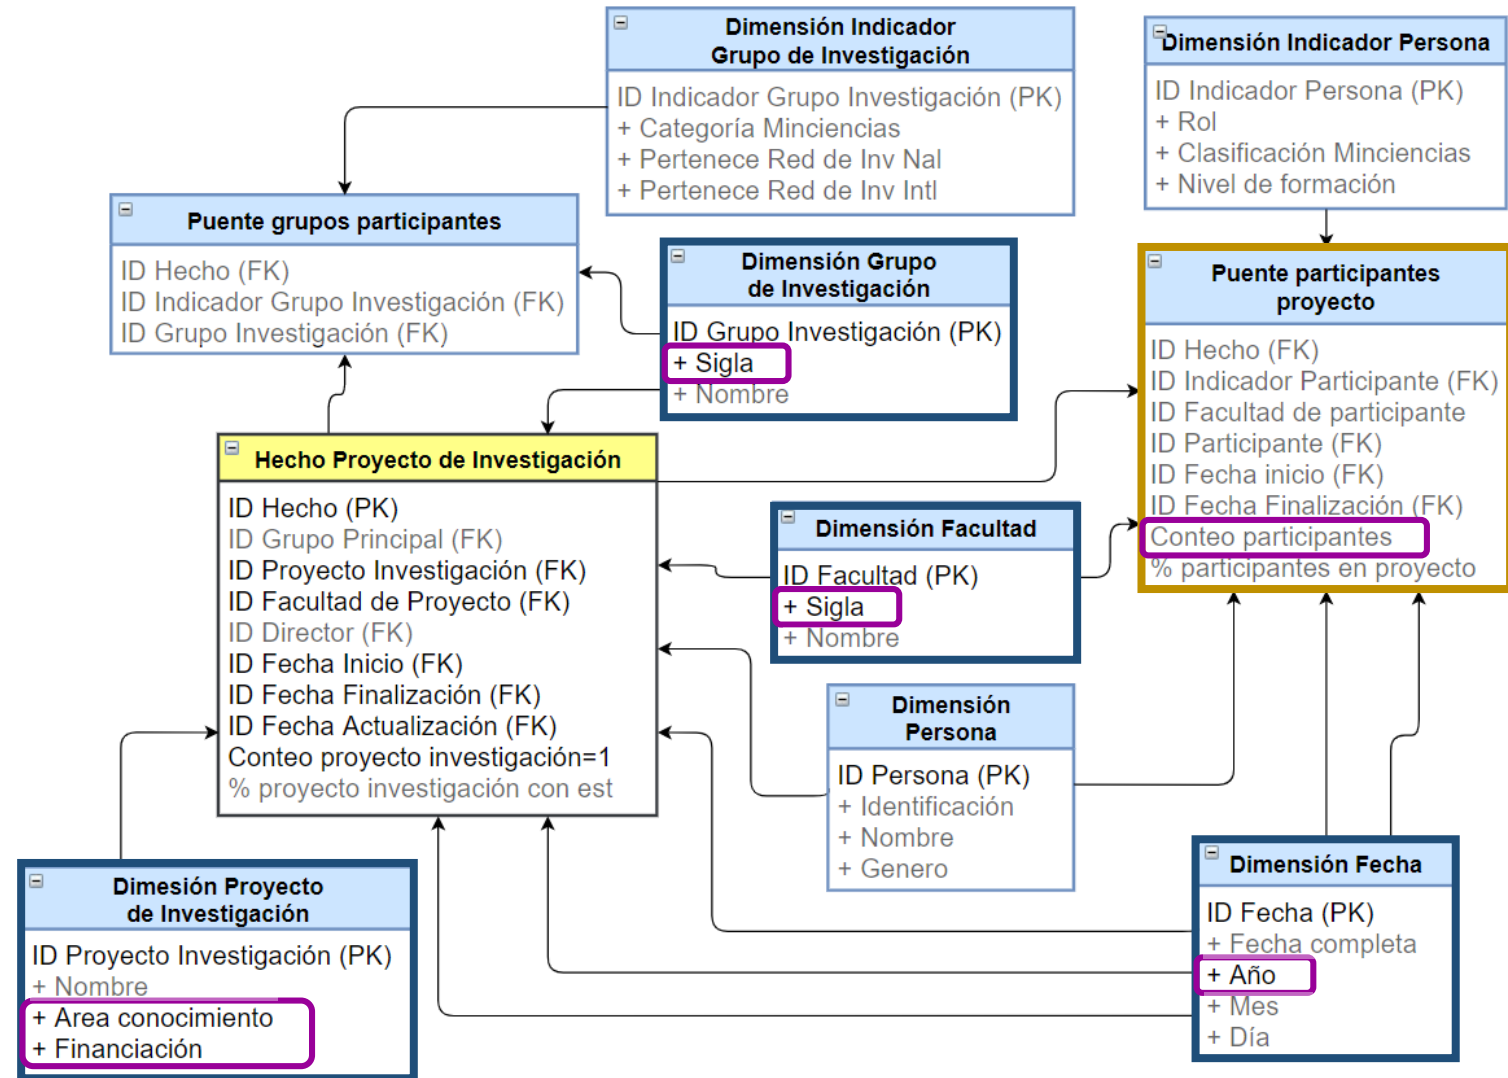 Dimensión Indicador
Grupo de Investigación
ID Indicador Grupo Investigación (PK)
+ Categoría Minciencias
+ Pertenece Red de Inv Nal
+ Pertenece Red de Inv Intl
Dimensión Indicador Persona
ID Indicador Persona (PK)
+ Rol
+ Clasificación Minciencias
+ Nivel de formación
Puente grupos participantes
ID Hecho (FK)
ID Indicador Grupo Investigación (FK)
ID Grupo Investigación (FK)
Dimensión Grupo
de Investigación
ID Grupo Investigación (PK)
+ Sigla
+ Nombre
Puente participantes
proyecto
ID Hecho (FK)
ID Indicador Participante (FK)
ID Facultad de participante
ID Participante (FK)
ID Fecha inicio (FK)
ID Fecha Finalización (FK)
Conteo participantes
% participantes en proyecto
Hecho Proyecto de Investigación
ID Hecho (PK)
ID Grupo Principal (FK)
ID Proyecto Investigación (FK)
ID Facultad de Proyecto (FK)
ID Director (FK)
ID Fecha Inicio (FK)
ID Fecha Finalización (FK)
ID Fecha Actualización (FK)
Conteo proyecto investigación=1
% proyecto investigación con est
Dimensión Facultad
ID Facultad (PK)
+ Sigla
+ Nombre
Dimensión
Persona
ID Persona (PK)
+ Identificación
+ Nombre
+ Genero
Dimesión Proyecto
de Investigación
ID Proyecto Investigación (PK)
+ Nombre
+ Area conocimiento
+ Financiación
Dimensión Fecha
ID Fecha (PK)
+ Fecha completa
+ Año
+ Mes
+ Día